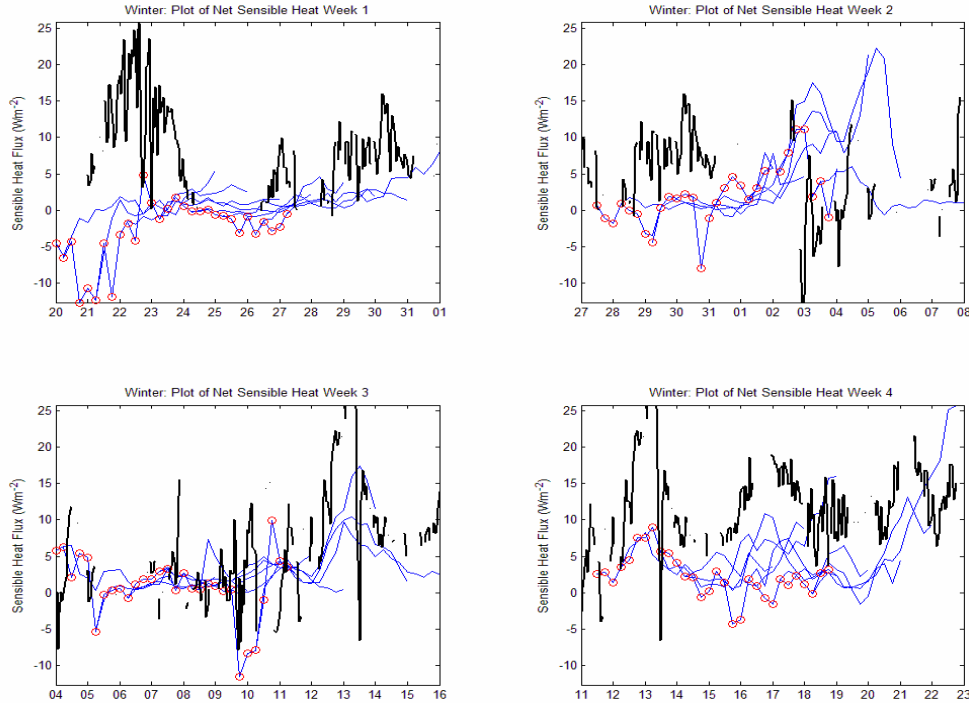 Winter: Plot of Net Sensible Heat Week 1
25
20
15
10
5
0
-5
-10
Sensible Heat Flux (Wm⁻²)
20 21 22 23 24 25 26 27 28 29 30 31 01
Winter: Plot of Net Sensible Heat Week 2
25
20
15
10
5
0
-5
-10
Sensible Heat Flux (Wm⁻²)
27 28 29 30 31 01 02 03 04 05 06 07 08
Winter: Plot of Net Sensible Heat Week 3
25
20
15
10
5
0
-5
-10
Sensible Heat Flux (Wm⁻²)
04 05 06 07 08 09 10 11 12 13 14 15 16
Winter: Plot of Net Sensible Heat Week 4
25
20
15
10
5
0
-5
-10
Sensible Heat Flux (Wm⁻²)
11 12 13 14 15 16 17 18 19 20 21 22 23